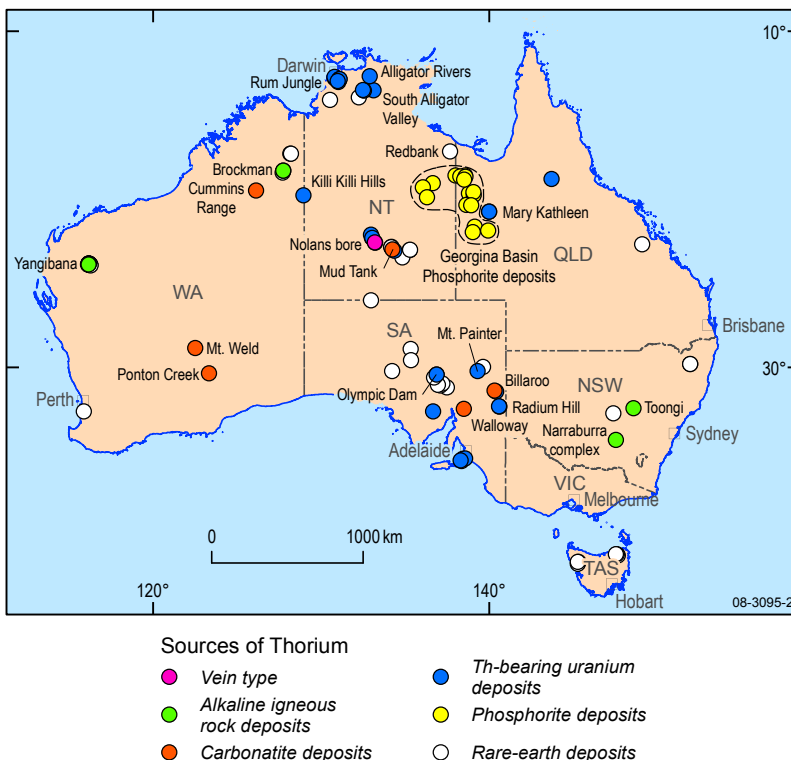 10°
Darwin
Alligator Rivers
Rum Jungle
South Alligator
Valley
Redbank
Brockman
Cummins
Range
Killi Killi Hills
NT
Mary Kathleen
Nolans bore
Mud Tank
Georgina Basin
Phosphorite deposits
QLD
Yangibana
WA
SA
Mt. Painter
Brisbane
Mt. Weld
Ponton Creek
30°
Billaroo
NSW
Olympic Dam
Radium Hill
Toongi
Perth
Walloway
Narraburra
complex
Sydney
Adelaide
VIC
Melbourne
0
1000 km
TAS
Hobart
120°
140°
08-3095-2
Sources of Thorium
Vein type
Alkaline igneous
rock deposits
Carbonatite deposits
Th-bearing uranium
deposits
Phosphorite deposits
Rare-earth deposits